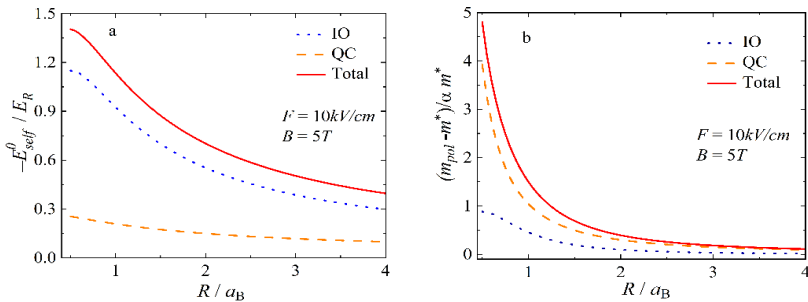 a
IO
QC
Total
F = 10kV/cm
B = 5T
−E⁰self / ER
1.5
1.2
0.9
0.6
0.3
0.0
1 2 3 4
R / aB
b
IO
QC
Total
F = 10kV/cm
B = 5T
(mpol -m*)/α m*
5
4
3
2
1
0
1 2 3 4
R / aB